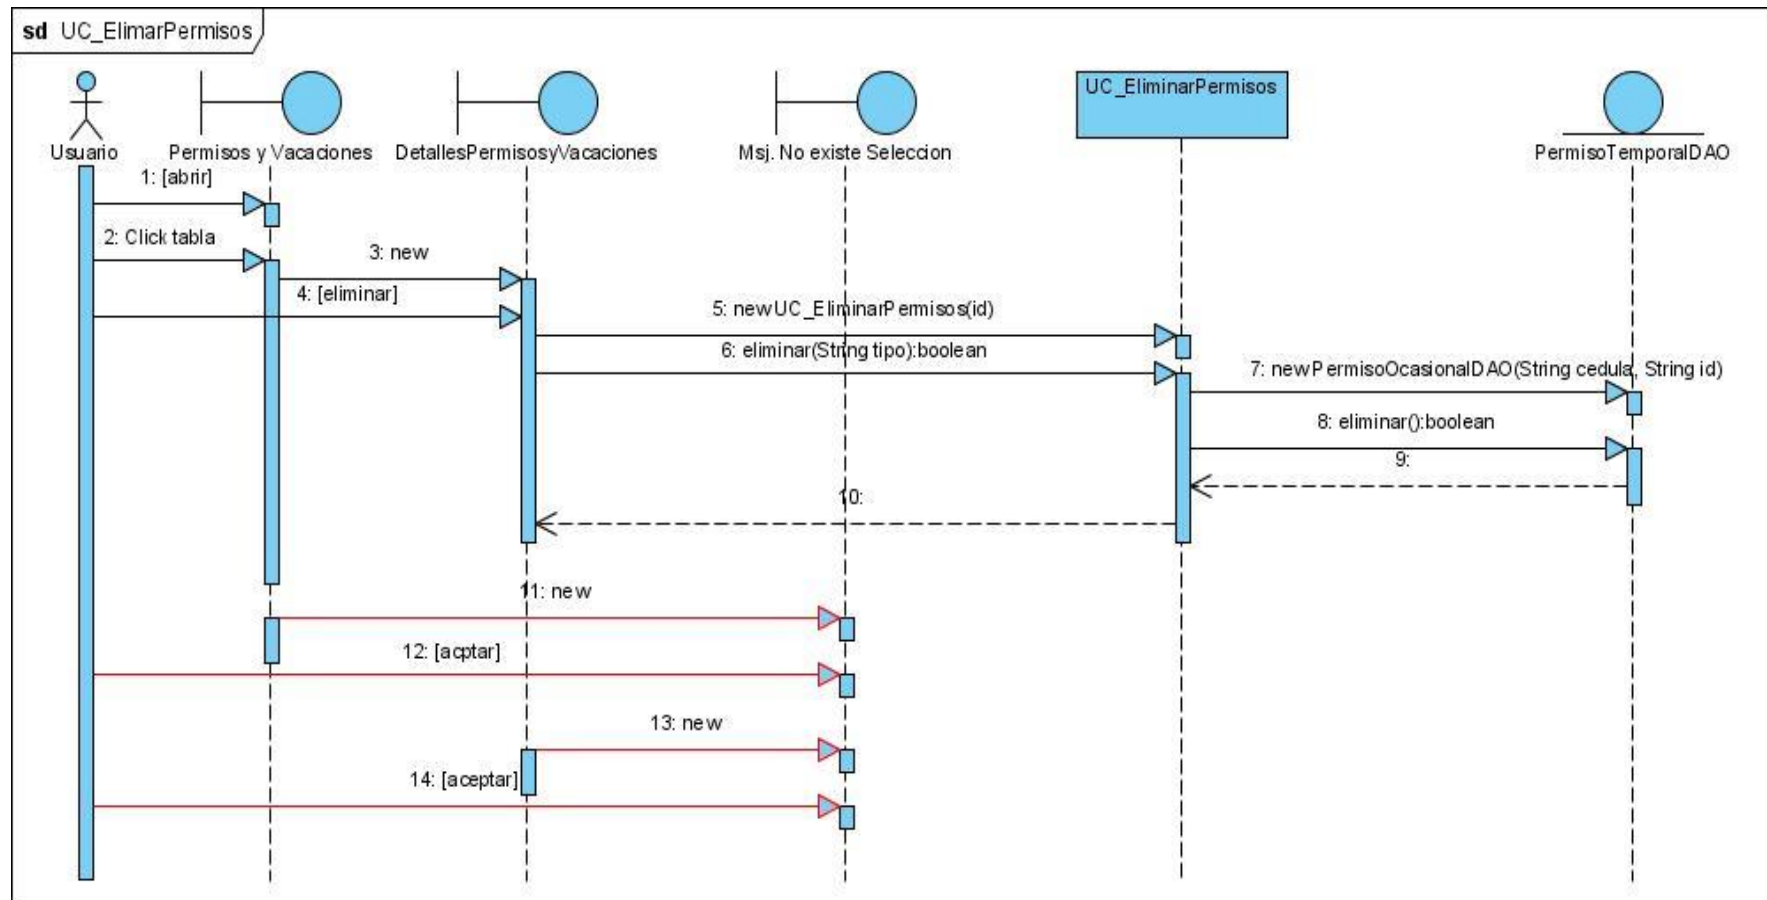 sd UC_ElimarPermisos
UC_EliminarPermisos
Usuario
Permisos y Vacaciones
DetallesPermisosyVacaciones
Msj. No existe Seleccion
PermisoTemporalDAO
1: [abrir]
2: Click tabla
3: new
4: [eliminar]
5: newUC_EliminarPermisos(id)
6: eliminar(String tipo):boolean
7: newPermisoOcasionalDAO(String cedula, String id)
8: eliminar():boolean
9:
10:
11: new
12: [acptar]
13: new
14: [aceptar]